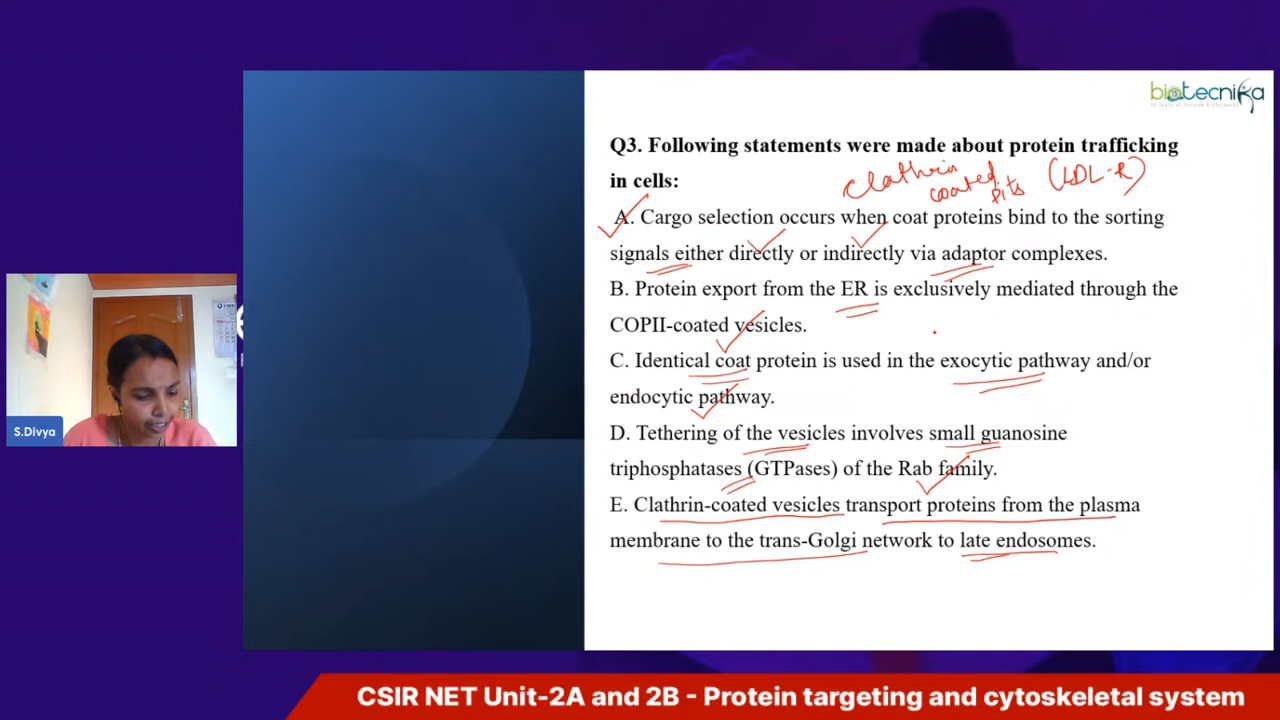 biotecnika
Q3. Following statements were made about protein trafficking
in cells:
clathrin coated pits (LDL-R)
A. Cargo selection occurs when coat proteins bind to the sorting
signals either directly or indirectly via adaptor complexes.
B. Protein export from the ER is exclusively mediated through the
COPII-coated vesicles.
C. Identical coat protein is used in the exocytic pathway and/or
endocytic pathway.
D. Tethering of the vesicles involves small guanosine
triphosphatases (GTPases) of the Rab family.
E. Clathrin-coated vesicles transport proteins from the plasma
membrane to the trans-Golgi network to late endosomes.
S.Divya
CSIR NET Unit-2A and 2B - Protein targeting and cytoskeletal system